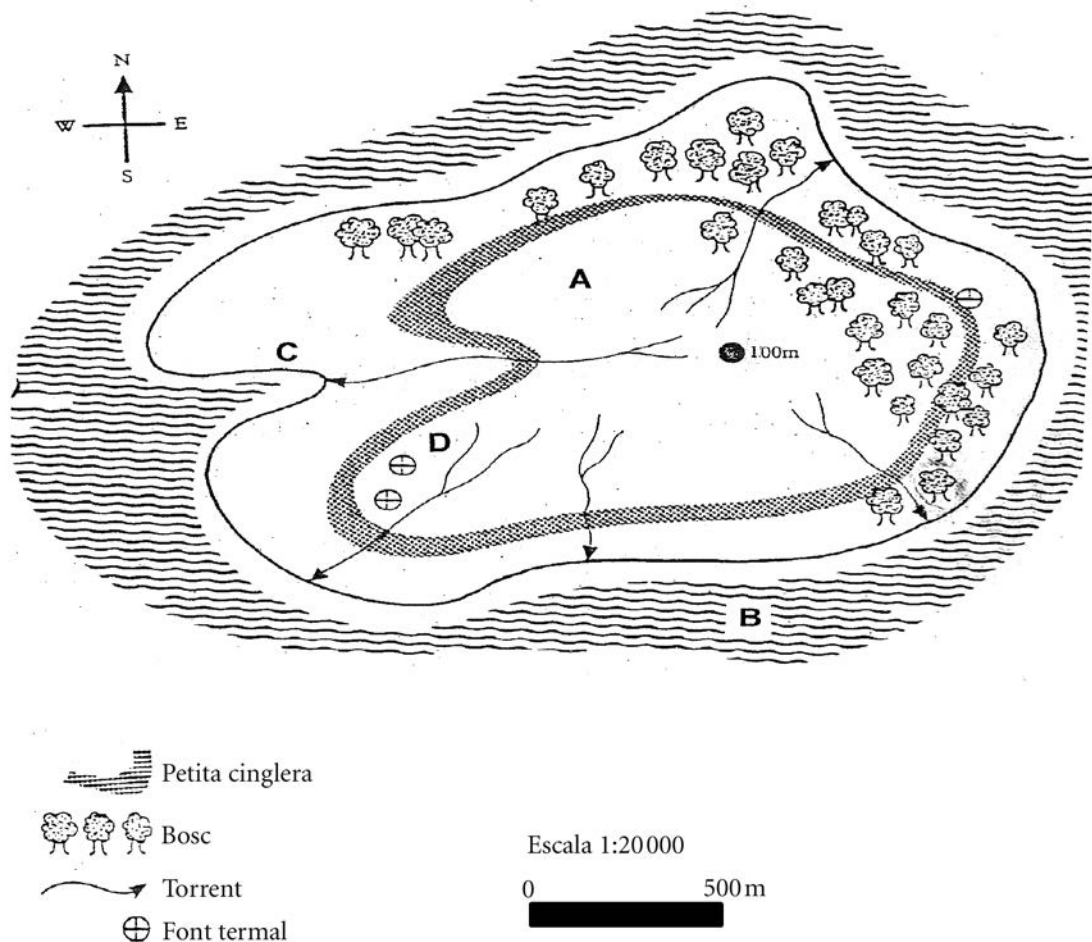 N
W E
S
A
100m
C
D
B
Petita cinglera
Bosc
Torrent
Font termal
Escala 1:20 000
0 500 m